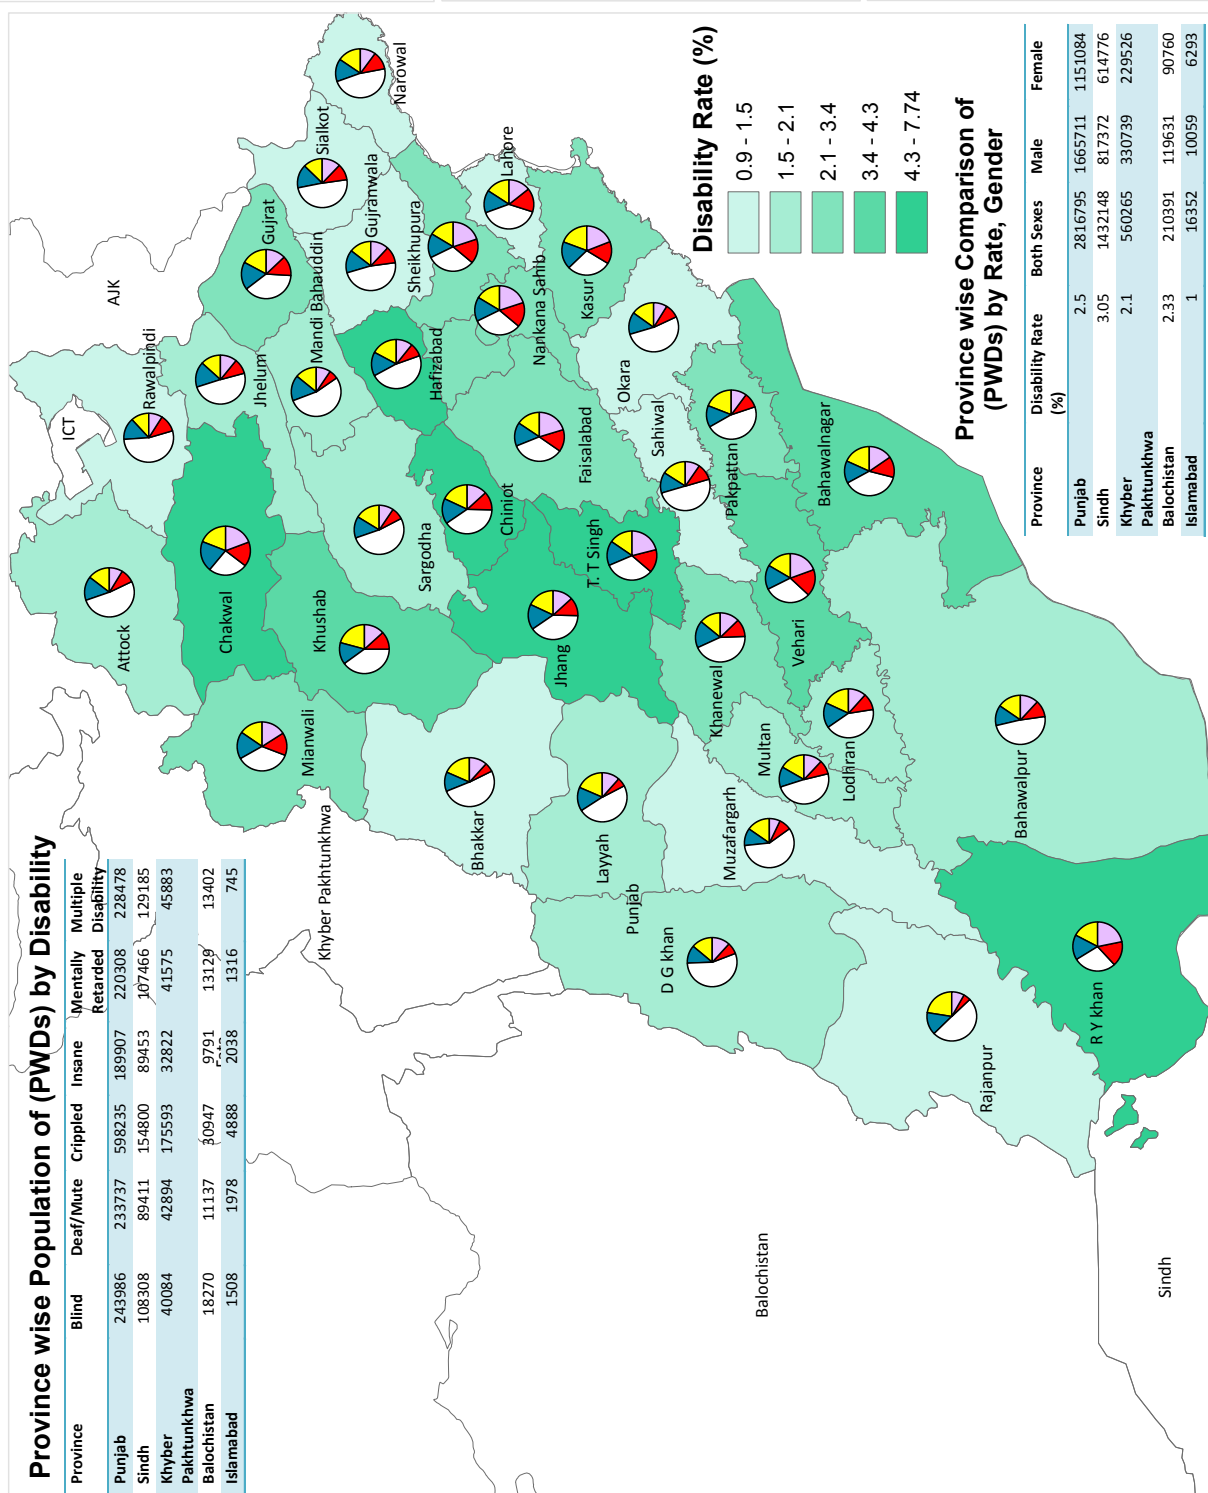 Province wise Population of (PWDs) by Disability
Province Blind Deaf/Mute Crippled Insane Mentally Retarded Multiple Disability
Punjab 243986 233737 598235 189907 220308 228478
Sindh 108308 89411 154800 89453 107466 129185
Khyber Pakhtunkhwa 40084 42894 175593 32822 41575 45883
Balochistan 18270 11137 30947 9791 13129 13402
Islamabad 1508 1978 4888 2038 1316 745
ICT
AJK
Attock
Rawalpindi
Chakwal
Jhelum
Gujrat
Mianwali
Khushab
Mandi Bahauddin
Sialkot
Khyber Pakhtunkhwa
Gujranwala
Narowal
Sargodha
Sheikhupura
Hafizabad
Bhakkar
Chiniot
Lahore
Nankana Sahib
Jhang
Faisalabad
Kasur
T. T Singh
Layyah
Punjab
Okara
Sahiwal
D G khan
Khanewal
Muzafargarh
Pakpattan
Multan
Balochistan
Vehari
Bahawalnagar
Lodhran
Rajanpur
Bahawalpur
R Y khan
Sindh
Disability Rate (%)
0.9 - 1.5
1.5 - 2.1
2.1 - 3.4
3.4 - 4.3
4.3 - 7.74
Province wise Comparison of
(PWDs) by Rate, Gender
Province Disability Rate (%) Both Sexes Male Female
Punjab 2.5 2816795 1665711 1151084
Sindh 3.05 1432148 817372 614776
Khyber Pakhtunkhwa 2.1 560265 330739 229526
Balochistan 2.33 210391 119631 90760
Islamabad 1 16352 10059 6293